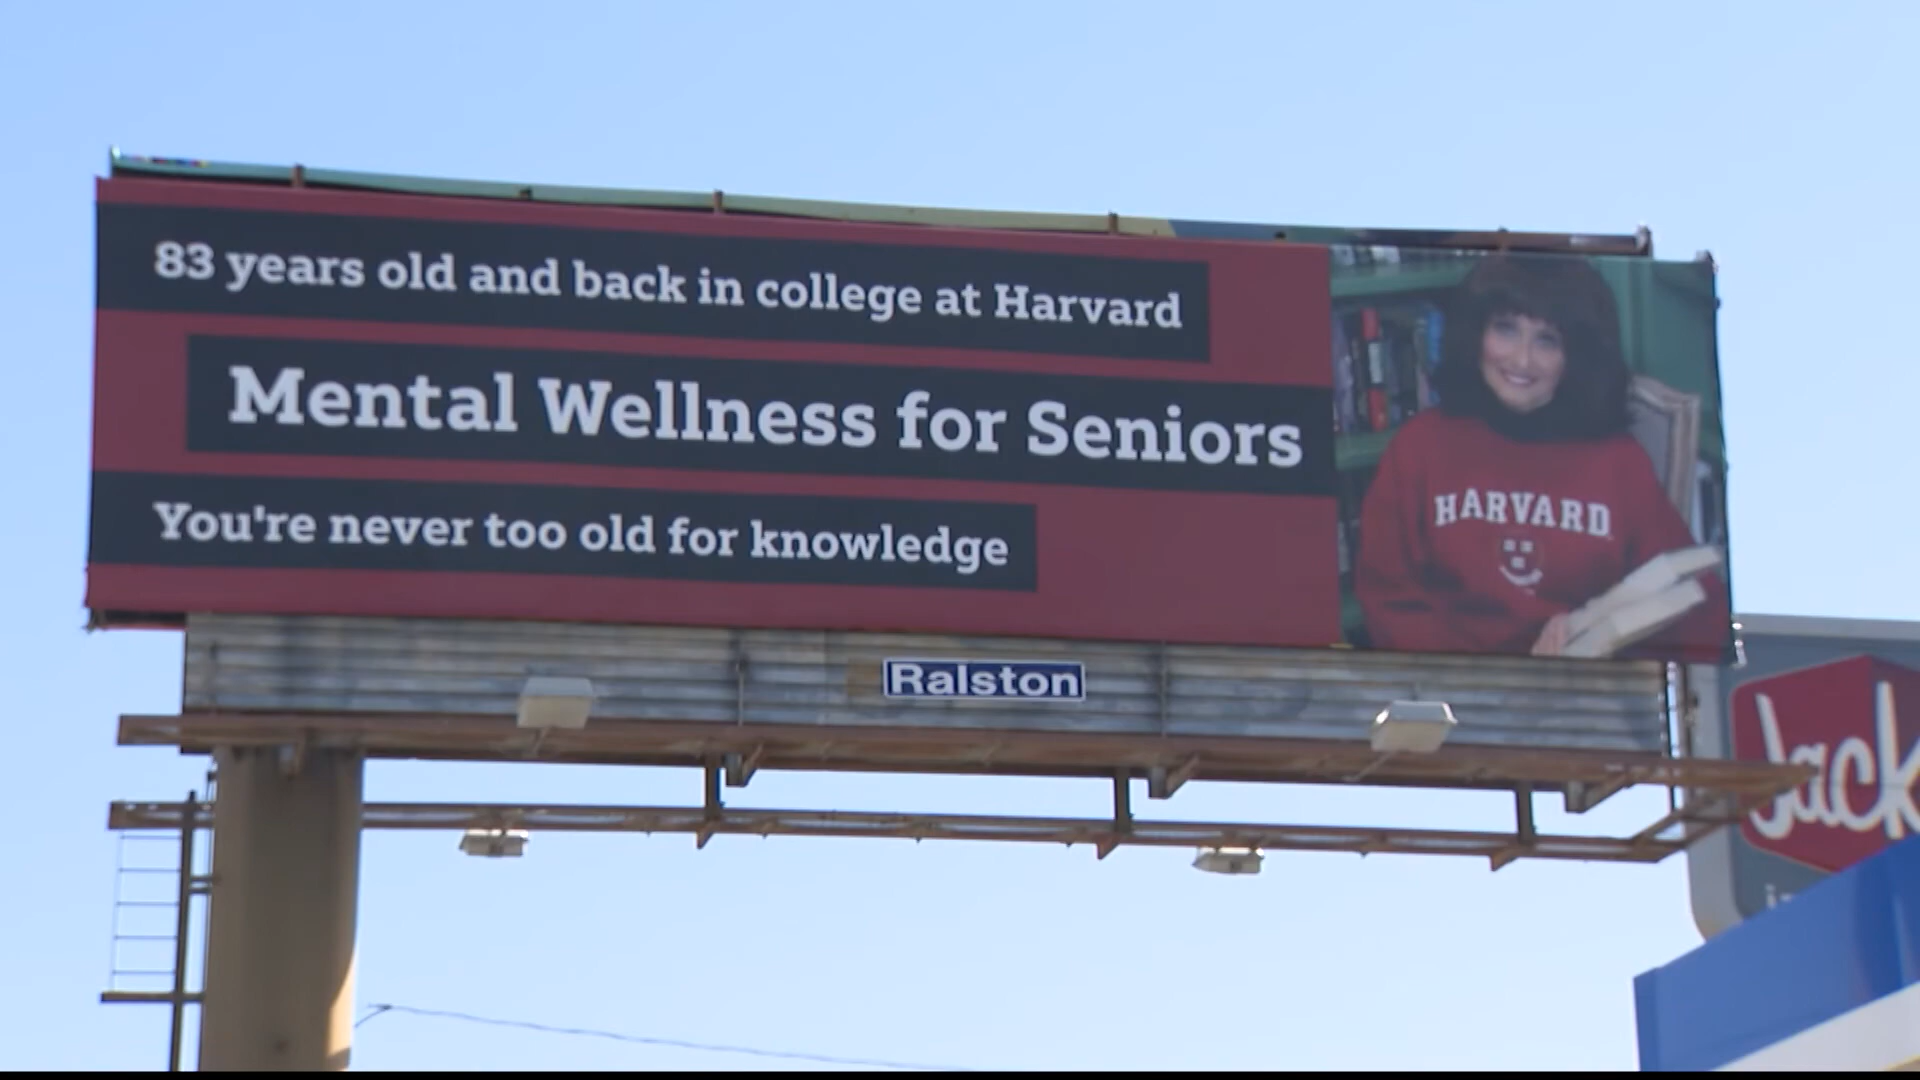 83 years old and back in college at Harvard
Mental Wellness for Seniors
You're never too old for knowledge
HARVARD
Ralston
Jack